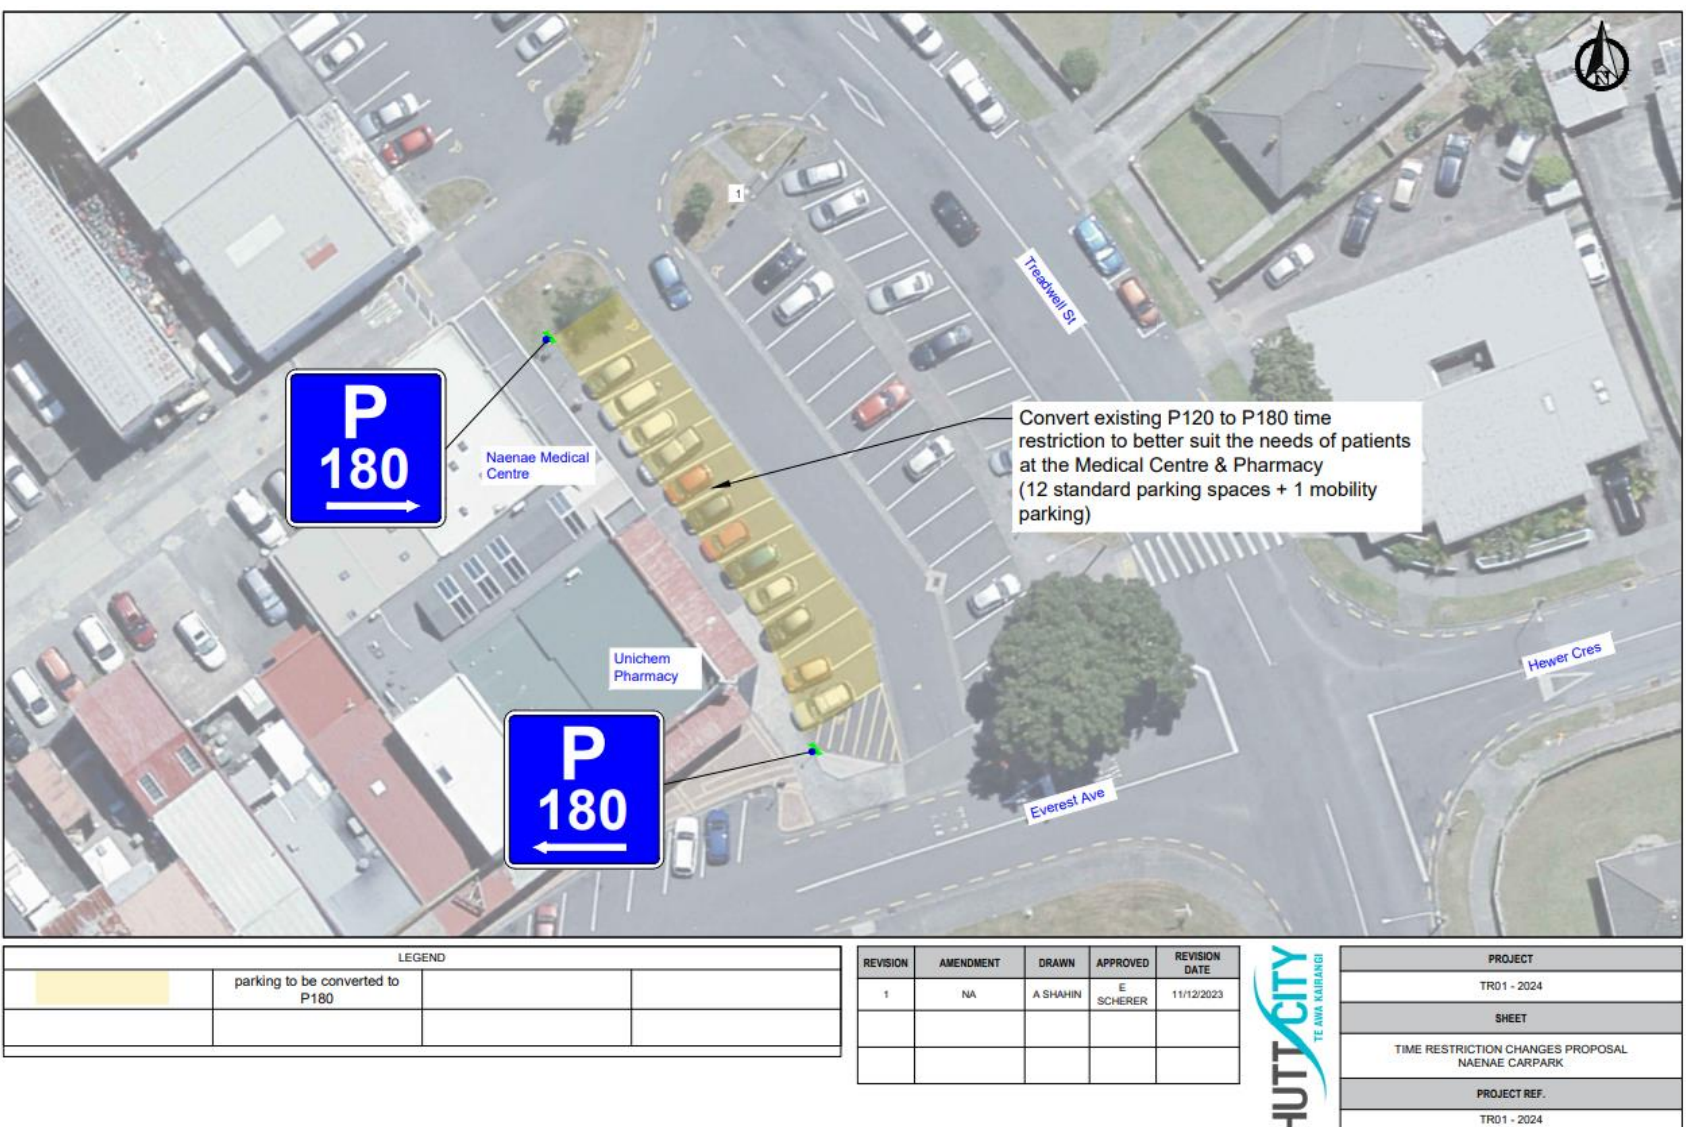 N
1
Treadwell St
P
180
Naenae Medical
Centre
Convert existing P120 to P180 time
restriction to better suit the needs of patients
at the Medical Centre & Pharmacy
(12 standard parking spaces + 1 mobility
parking)
Hewer Cres
Unichem
Pharmacy
P
180
Everest Ave
LEGEND
parking to be converted to
P180
REVISION AMENDMENT DRAWN APPROVED REVISION
DATE
1 NA A SHAHIN E
SCHERER 11/12/2023
HUTT CITY
TE AWA KAIRANGI
PROJECT
TR01 - 2024
SHEET
TIME RESTRICTION CHANGES PROPOSAL
NAENAE CARPARK
PROJECT REF.
TR01 - 2024